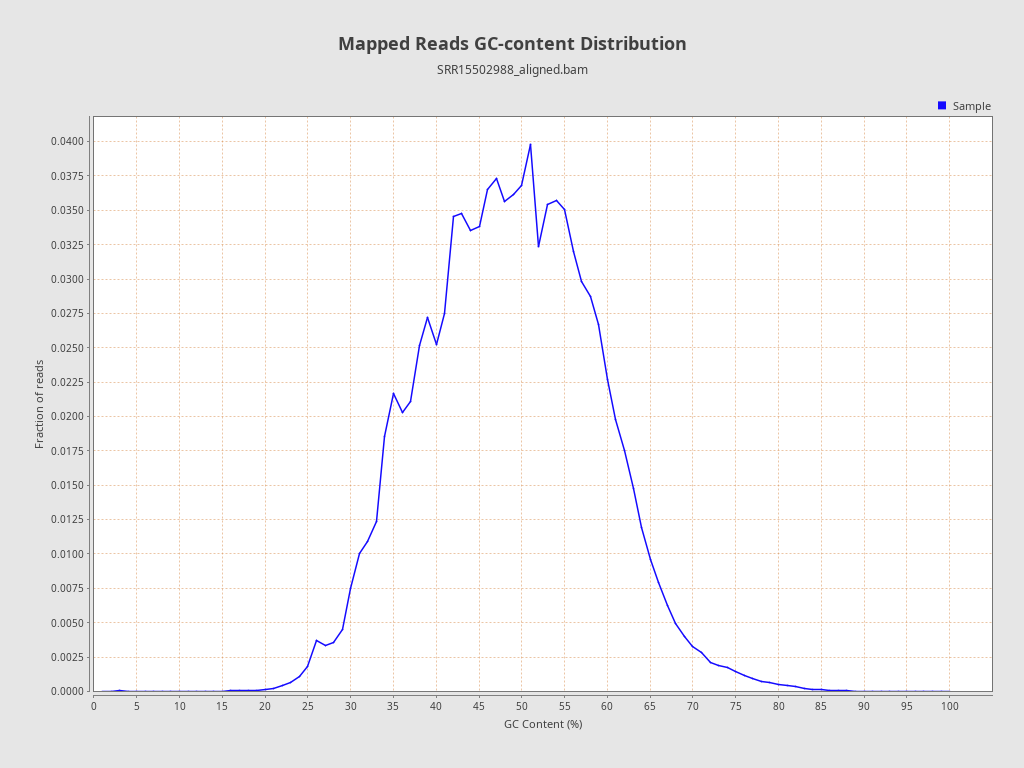 Mapped Reads GC-content Distribution
SRR15502988_aligned.bam
Sample
0.0400
0.0375
0.0350
0.0325
0.0300
0.0275
0.0250
0.0225
0.0200
0.0175
0.0150
0.0125
0.0100
0.0075
0.0050
0.0025
0.0000
Fraction of reads
0 5 10 15 20 25 30 35 40 45 50 55 60 65 70 75 80 85 90 95 100
GC Content (%)